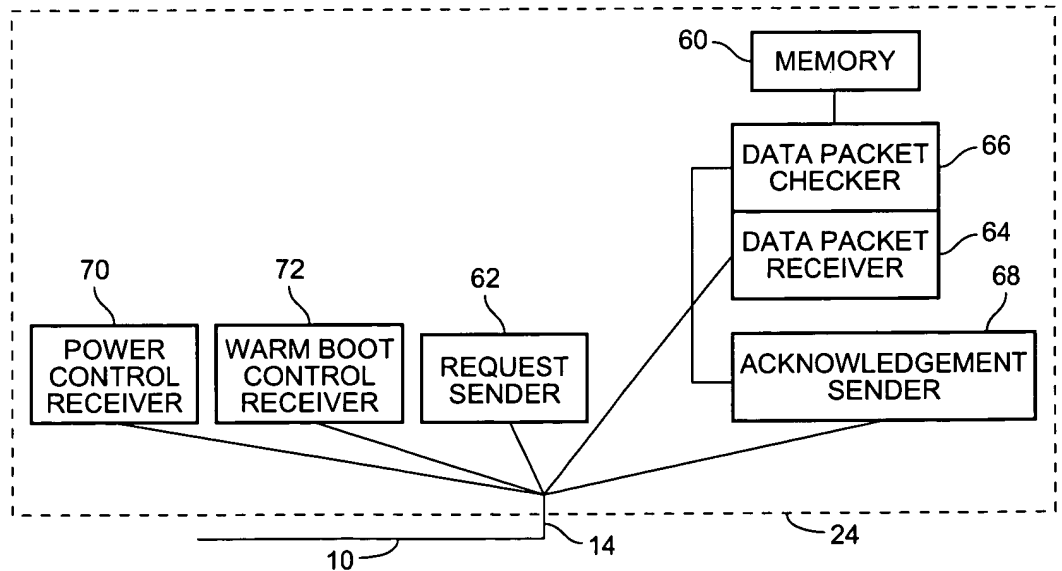 60
MEMORY
DATA PACKET
CHECKER
66
DATA PACKET
RECEIVER
64
70
72
62
68
POWER
CONTROL
RECEIVER
WARM BOOT
CONTROL
RECEIVER
REQUEST
SENDER
ACKNOWLEDGEMENT
SENDER
10
14
24